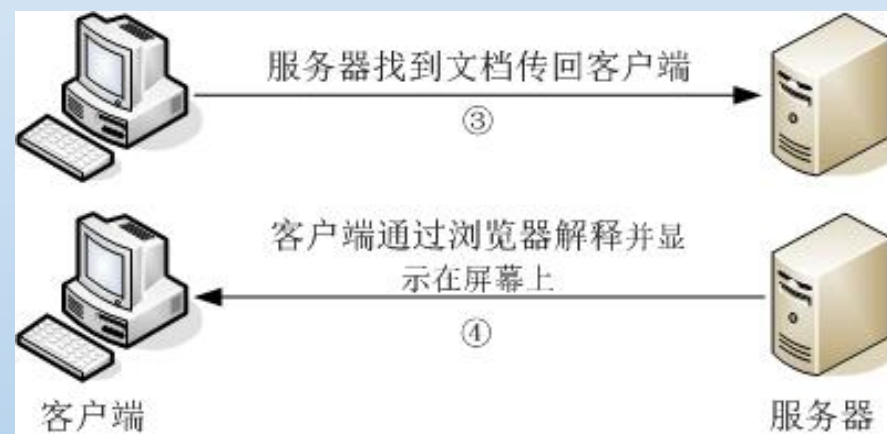 服务器找到文档传回客户端
③
客户端通过浏览器解释并显
示在屏幕上
④
客户端
服务器